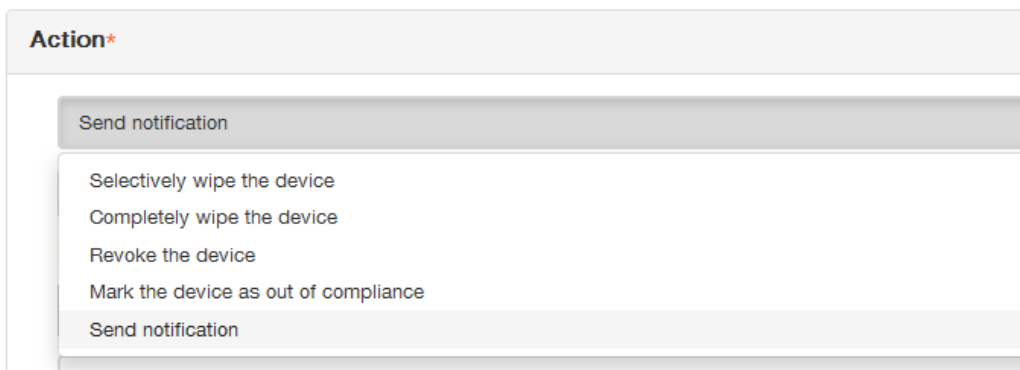 Action*
Send notification
Selectively wipe the device
Completely wipe the device
Revoke the device
Mark the device as out of compliance
Send notification